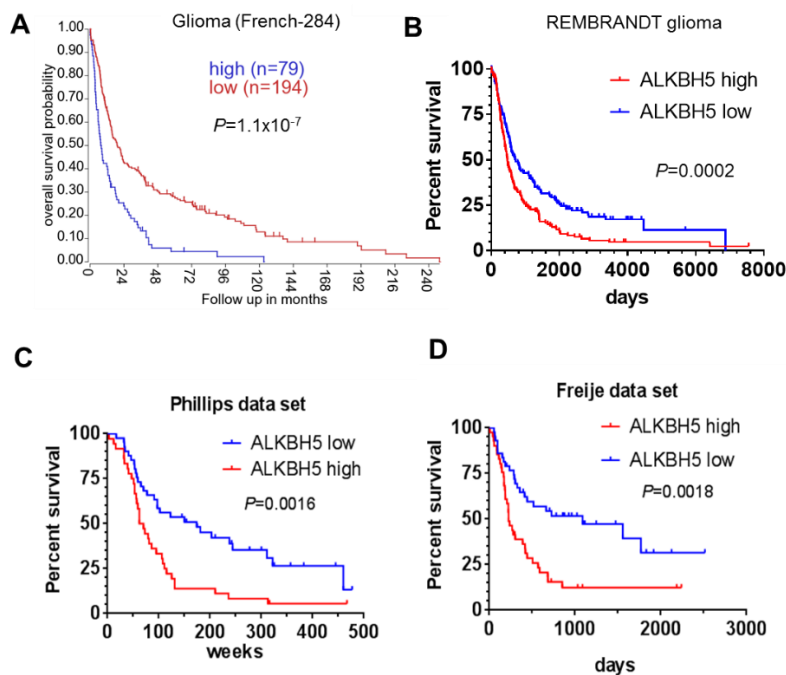 A
Glioma (French-284)
overall survival probability
1.00
0.90
0.80
0.70
0.60
0.50
0.40
0.30
0.20
0.10
0.00
high (n=79)
low (n=194)
P=1.1x10⁻⁷
0 24 48 72 96 120 144 168 192 216 240
Follow up in months
B
REMBRANDT glioma
Percent survival
100
75
50
25
0
ALKBH5 high
ALKBH5 low
P=0.0002
0 2000 4000 6000 8000
days
C
Phillips data set
Percent survival
100
75
50
25
0
ALKBH5 low
ALKBH5 high
P=0.0016
0 100 200 300 400 500
weeks
D
Freije data set
Percent survival
100
75
50
25
0
ALKBH5 high
ALKBH5 low
P=0.0018
0 1000 2000 3000
days